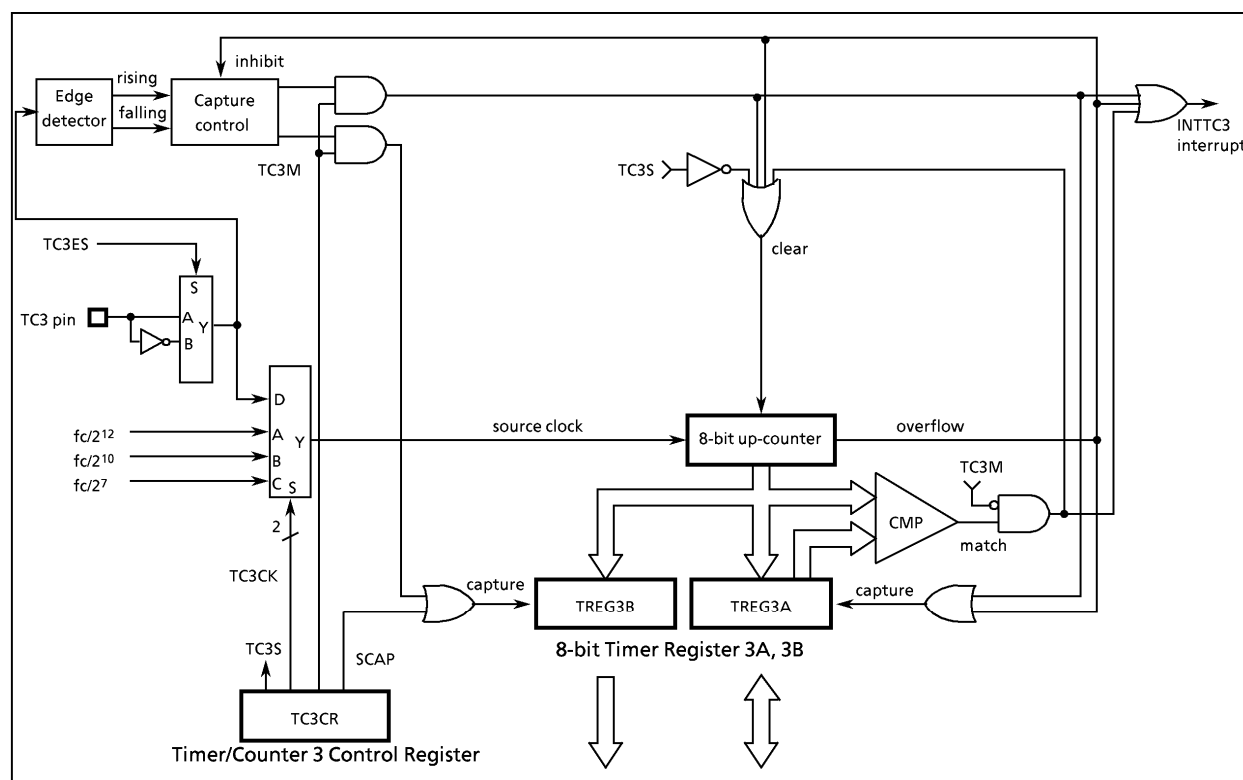 inhibit
rising
Edge
detector
falling
Capture
control
INTTC3
interrupt
TC3M
TC3S
clear
TC3ES
S
TC3 pin
A
Y
B
D
fc/2¹²
A
Y
source clock
8-bit up-counter
overflow
fc/2¹⁰
B
TC3M
fc/2⁷
C
S
2
CMP
match
TC3CK
capture
TREG3B
TREG3A
capture
TC3S
SCAP
8-bit Timer Register 3A, 3B
TC3CR
Timer/Counter 3 Control Register